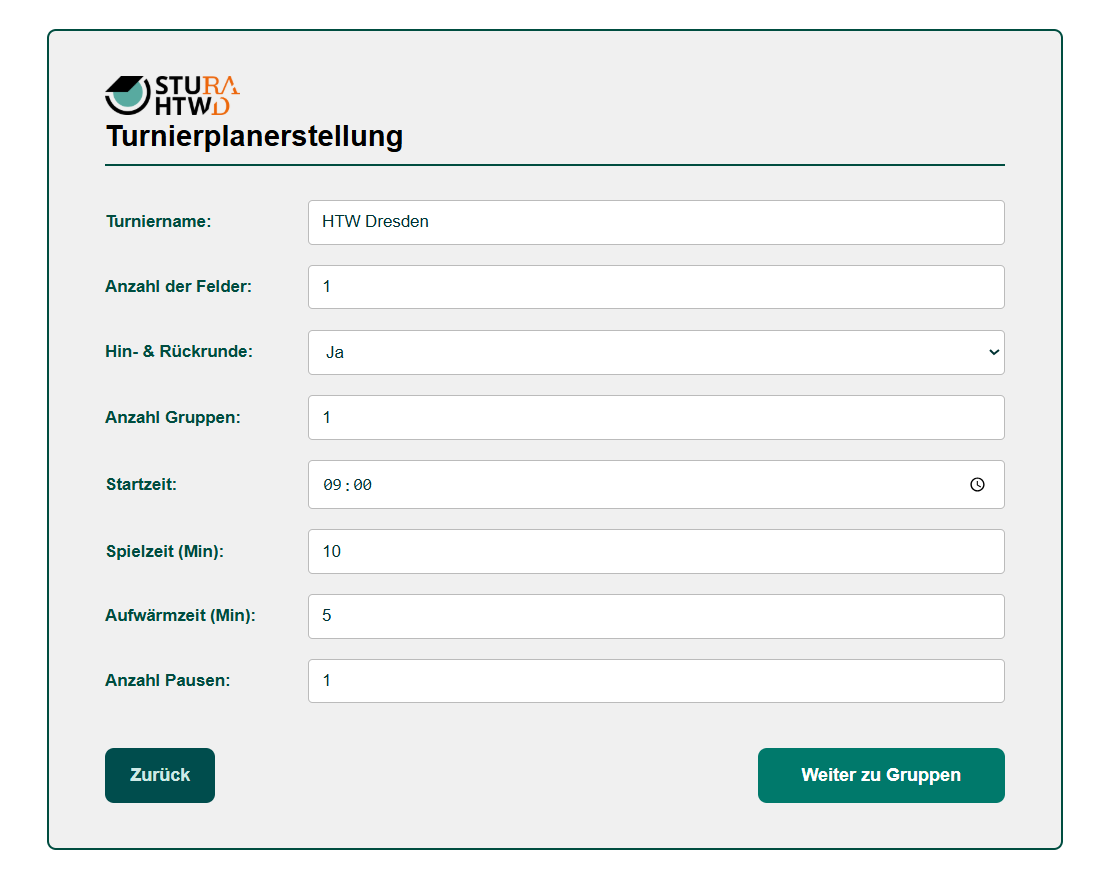 STURA
HTWD
Turnierplanerstellung
Turniername:
HTW Dresden
Anzahl der Felder:
1
Hin- & Rückrunde:
Ja
Anzahl Gruppen:
1
Startzeit:
09:00
Spielzeit (Min):
10
Aufwärmzeit (Min):
5
Anzahl Pausen:
1
Zurück
Weiter zu Gruppen